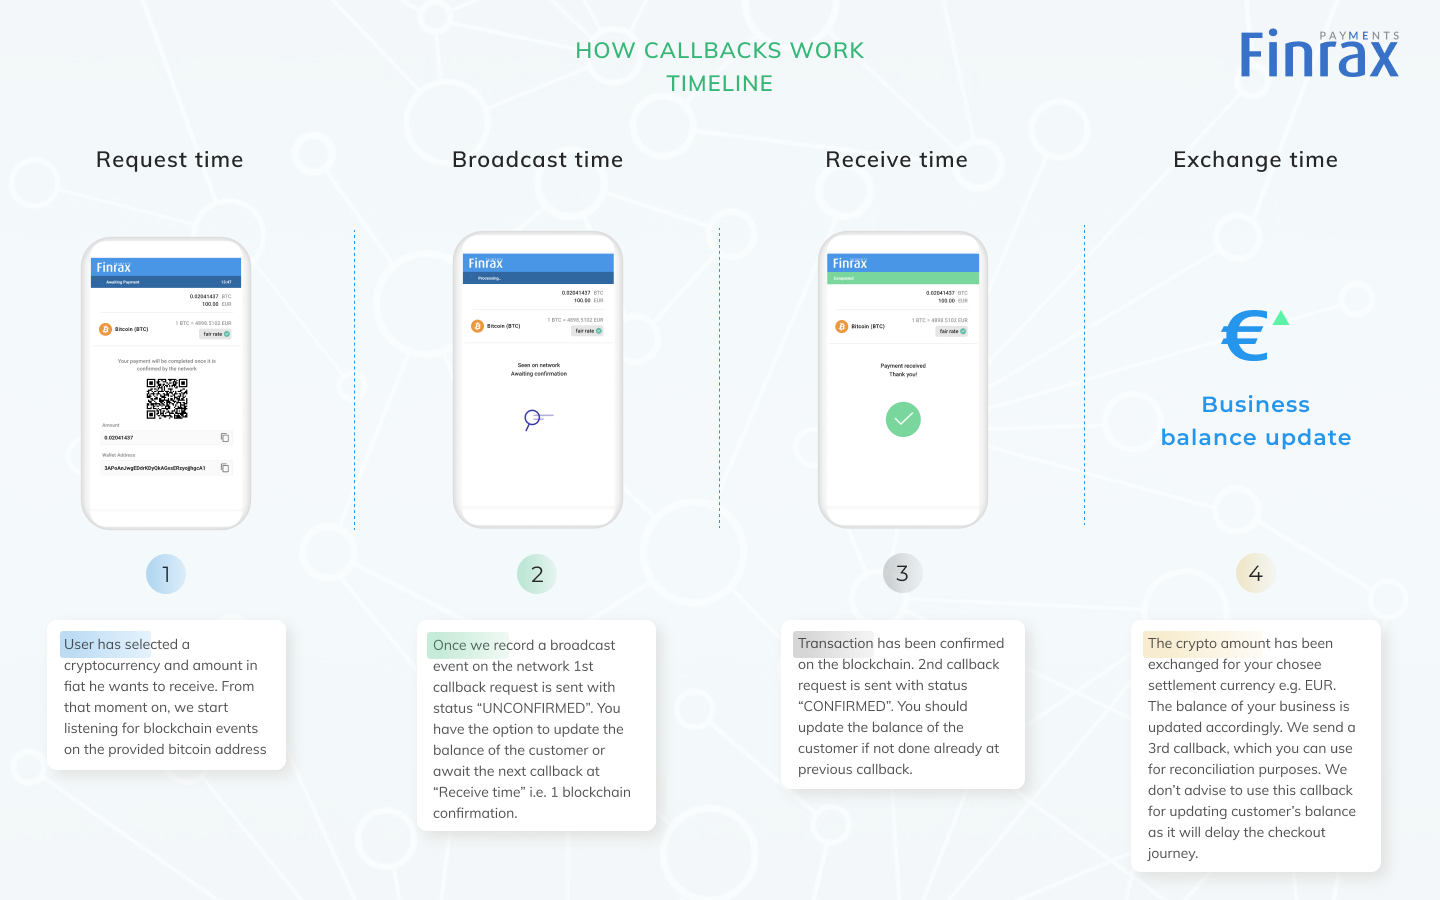 HOW CALLBACKS WORK
TIMELINE
PAYMENTS
Finrax
Request time
Broadcast time
Receive time
Exchange time
Finrax
Awaiting Payment 13:47
0.02041437 BTC
100.00 EUR
1 BTC = 4898.5102 EUR
Bitcoin (BTC)
fair rate
Your payment will be completed once it is
confirmed by the network
Amount
0.02041437
Wallet Address
Finrax
Processing..
0.02041437 BTC
100.00 EUR
1 BTC = 4898.5102 EUR
Bitcoin (BTC)
fair rate
Seen on network
Awaiting confirmation
Finrax
Completed
0.02041437 BTC
100.00 EUR
1 BTC = 4898.5102 EUR
Bitcoin (BTC)
fair rate
Payment received
Thank you!
€
Business
balance update
1
2
3
4
User has selected a
cryptocurrency and amount in
fiat he wants to receive. From
that moment on, we start
listening for blockchain events
on the provided bitcoin address
Once we record a broadcast
event on the network 1st
callback request is sent with
status “UNCONFIRMED”. You
have the option to update the
balance of the customer or
await the next callback at
“Receive time” i.e. 1 blockchain
confirmation.
Transaction has been confirmed
on the blockchain. 2nd callback
request is sent with status
“CONFIRMED”. You should
update the balance of the
customer if not done already at
previous callback.
The crypto amount has been
exchanged for your chosee
settlement currency e.g. EUR.
The balance of your business is
updated accordingly. We send a
3rd callback, which you can use
for reconciliation purposes. We
don’t advise to use this callback
for updating customer’s balance
as it will delay the checkout
journey.